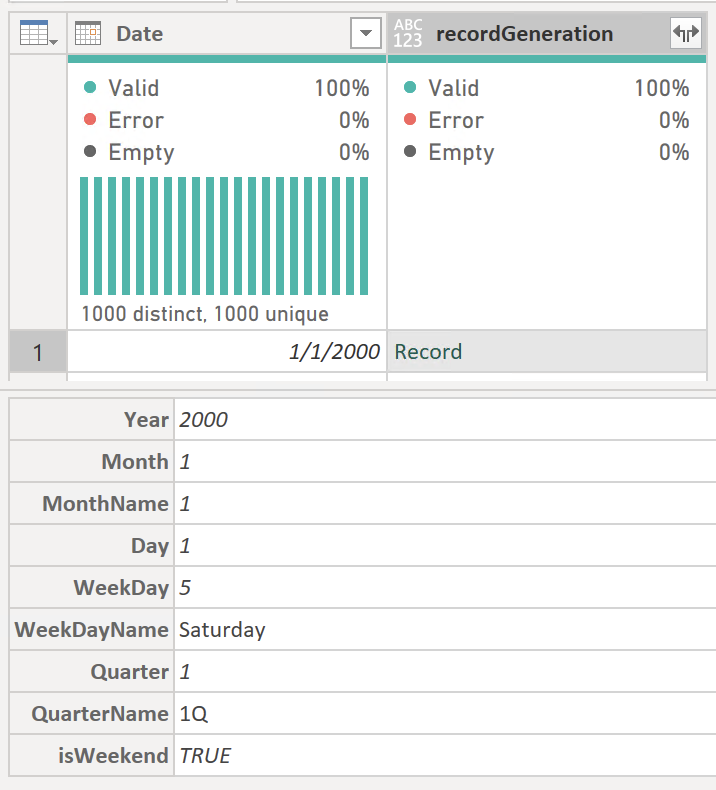 Date ABC 123 recordGeneration
Valid 100% Valid 100%
Error 0% Error 0%
Empty 0% Empty 0%
1000 distinct, 1000 unique
1 1/1/2000 Record
Year 2000
Month 1
MonthName 1
Day 1
WeekDay 5
WeekDayName Saturday
Quarter 1
QuarterName 1Q
isWeekend TRUE